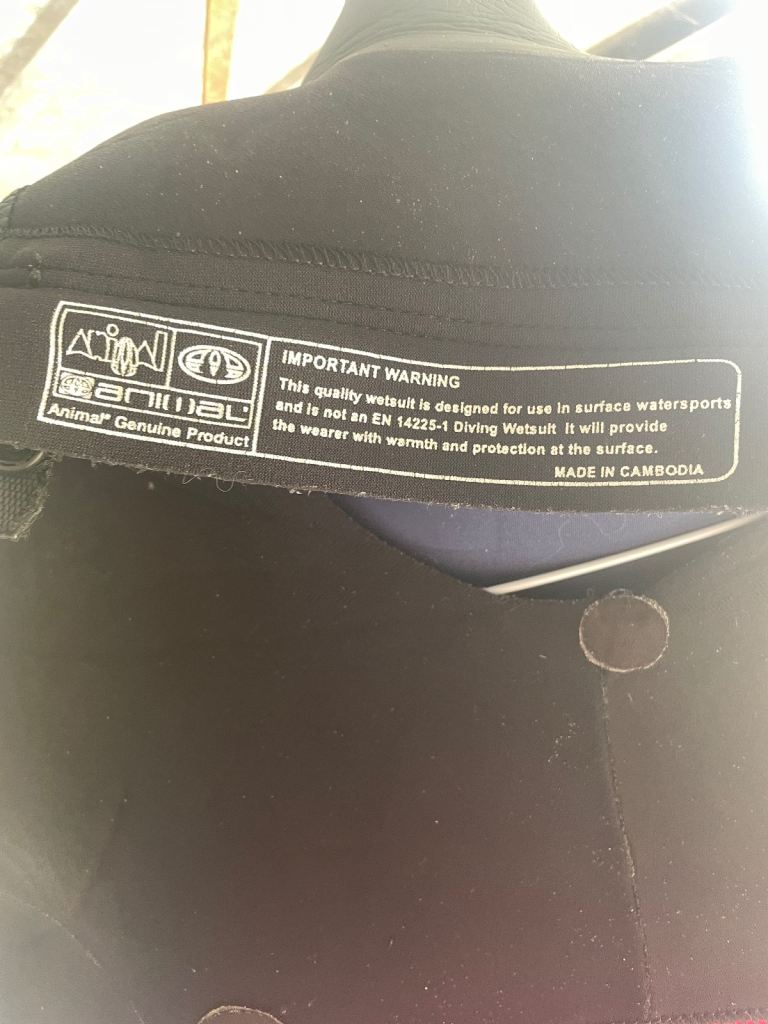 animal
animal
Animal® Genuine Product
IMPORTANT WARNING
This quality wetsuit is designed for use in surface watersports
and is not an EN 14225-1 Diving Wetsuit It will provide
the wearer with warmth and protection at the surface.
MADE IN CAMBODIA